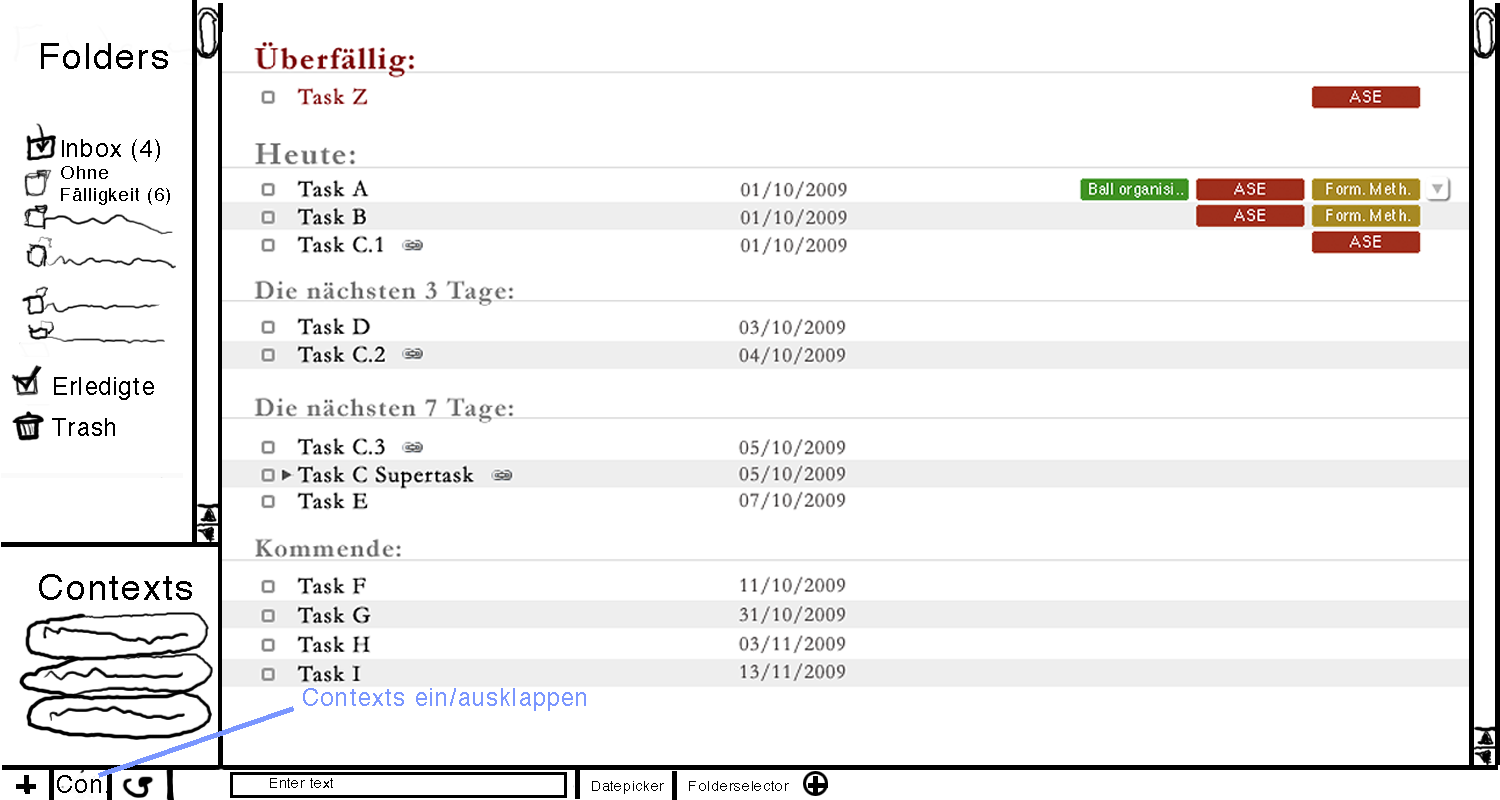 Folders
Inbox (4)
Ohne
Fälligkeit (6)
Erledigte
Trash
Contexts
Überfällig:
Task Z ASE
Heute:
Task A 01/10/2009 Ball organisi.. ASE Form. Meth.
Task B 01/10/2009 ASE Form. Meth.
Task C.1 01/10/2009 ASE
Die nächsten 3 Tage:
Task D 03/10/2009
Task C.2 04/10/2009
Die nächsten 7 Tage:
Task C.3 05/10/2009
Task C Supertask 05/10/2009
Task E 07/10/2009
Kommende:
Task F 11/10/2009
Task G 31/10/2009
Task H 03/11/2009
Task I 13/11/2009
Contexts ein/ausklappen
Con
Enter text
Datepicker
Folderselector